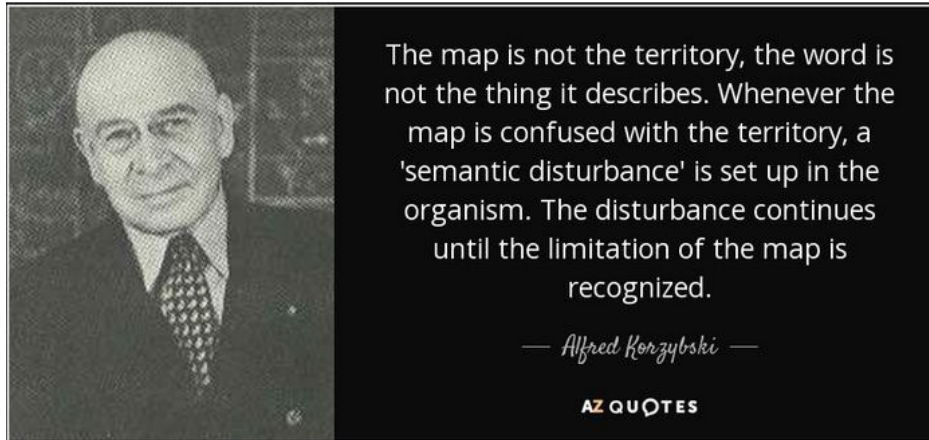 The map is not the territory, the word is
not the thing it describes. Whenever the
map is confused with the territory, a
'semantic disturbance' is set up in the
organism. The disturbance continues
until the limitation of the map is
recognized.
— Alfred Korzybski —
AZ QUOTES